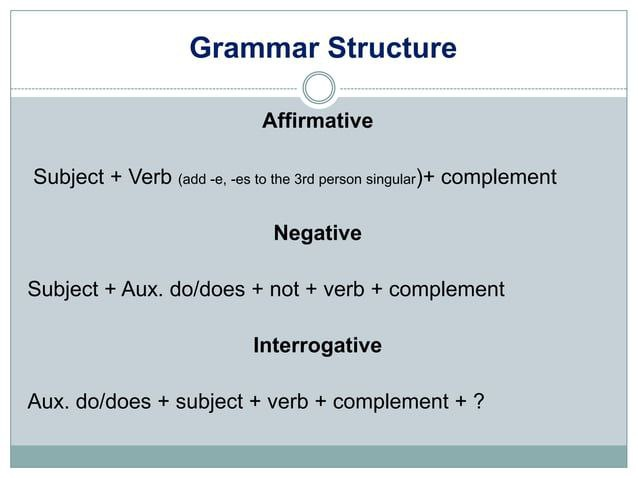 Grammar Structure
Affirmative
Subject + Verb (add -e, -es to the 3rd person singular)+ complement
Negative
Subject + Aux. do/does + not + verb + complement
Interrogative
Aux. do/does + subject + verb + complement + ?